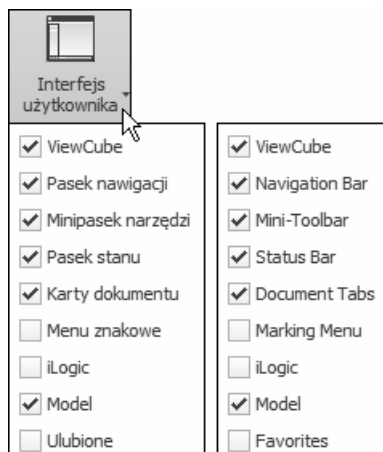 Interfejs
użytkownika
ViewCube
Pasek nawigacji
Minipasek narzędzi
Pasek stanu
Karty dokumentu
Menu znakowe
iLogic
Model
Ulubione
ViewCube
Navigation Bar
Mini-Toolbar
Status Bar
Document Tabs
Marking Menu
iLogic
Model
Favorites